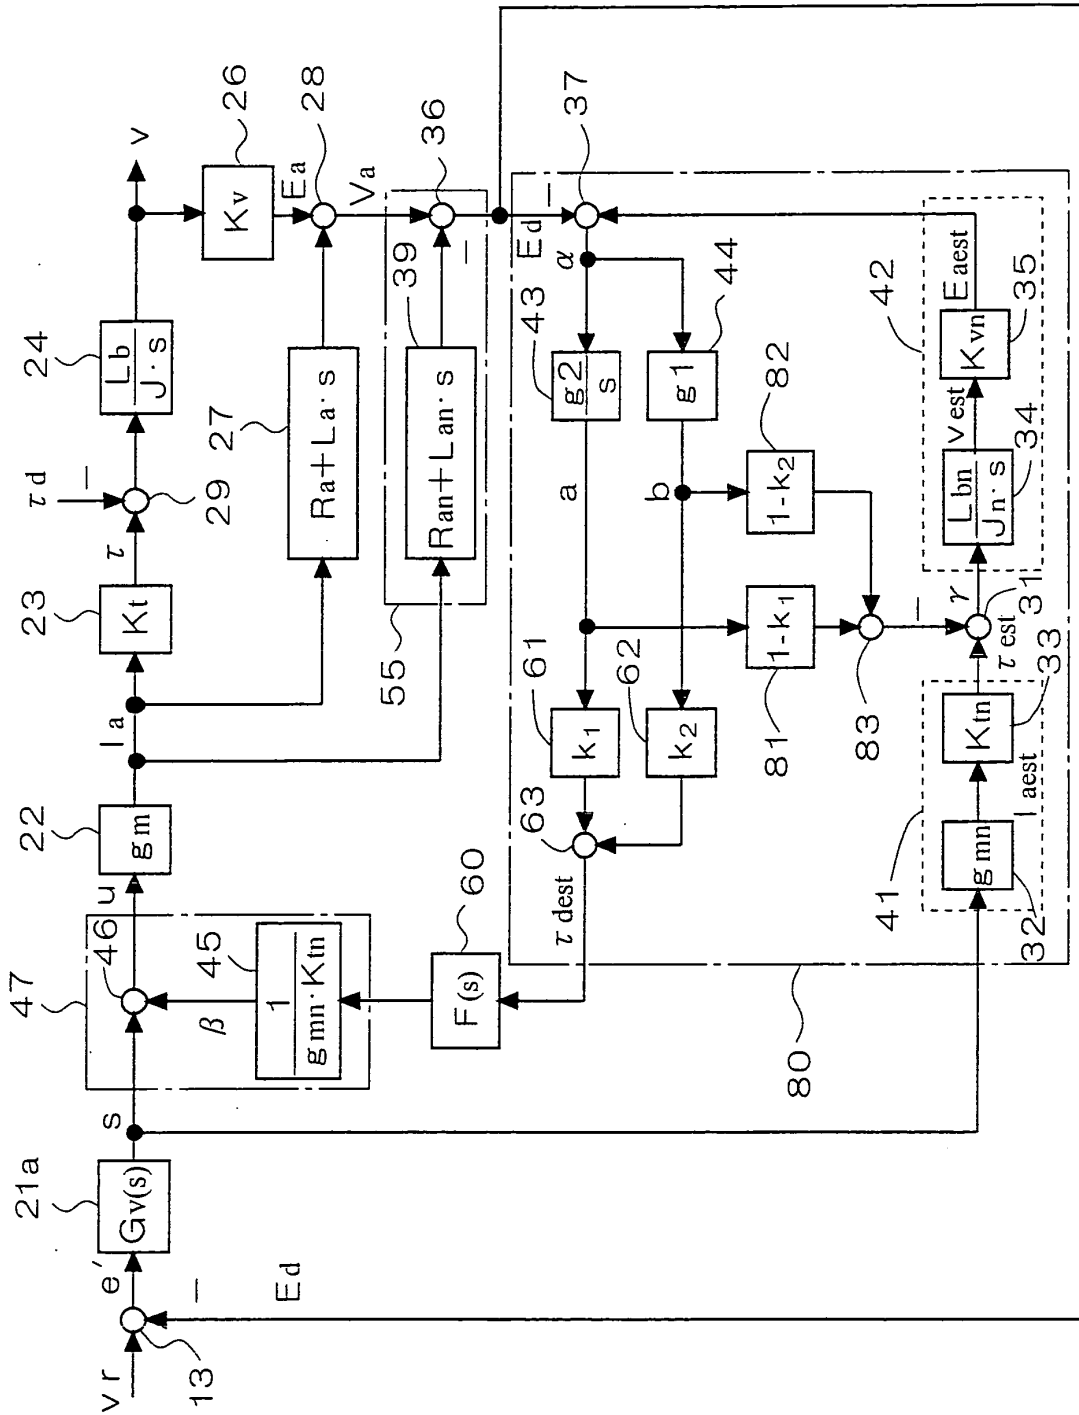 v r
13
e′
21a
Gv(s)
s
47
46
45
1
gmn·Ktn
β
u
22
gm
Ia
23
Kt
τ
τd
29
24
Lb
J·s
v
26
Kv
Ea
28
Va
27
Ra+La·s
55
39
Ran+Lan·s
36
Ed
37
α
43
g2
s
44
g1
a
b
61
k1
62
k2
63
81
1-k1
82
1-k2
83
τdest
60
F(s)
80
41
32
gmn
Iaest
Ktn
33
τest
31
γ
42
Lbn
Jn·s
34
vest
Kvn
35
Eaest
Ed
−
−
−
−
−